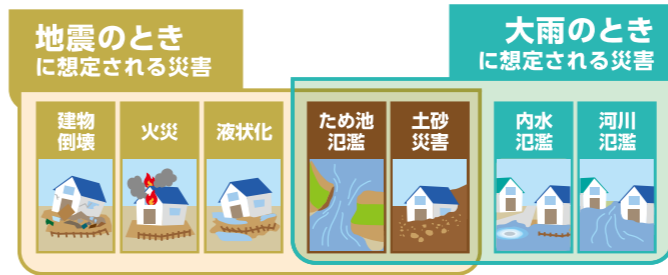 地震のとき
に想定される災害
大雨のとき
に想定される災害
建物
倒壊
火災
液状化
ため池
氾濫
土砂
災害
内水
氾濫
河川
氾濫